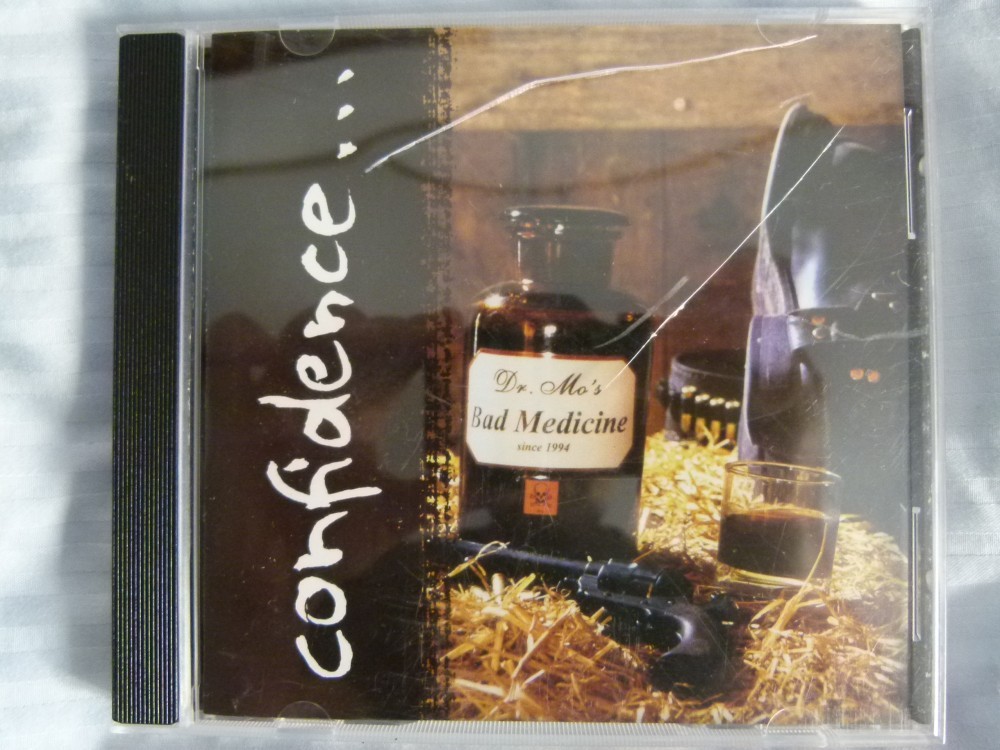 confidence...
Dr. Mo's
Bad Medicine
since 1994